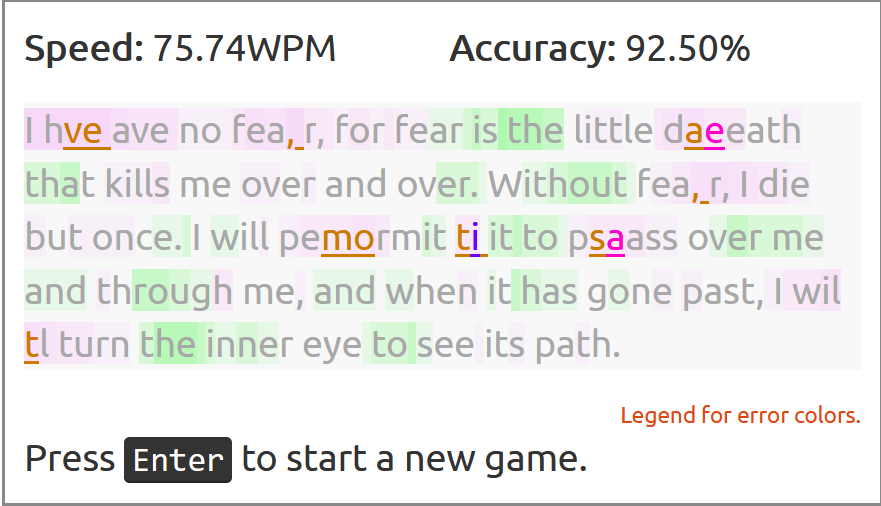 Speed: 75.74WPM Accuracy: 92.50%
I hve ave no fea, r, for fear is the little daeeath
that kills me over and over. Without fea, r, I die
but once. I will pemormit ti it to psaass over me
and through me, and when it has gone past, I wil
tl turn the inner eye to see its path.
Legend for error colors.
Press Enter to start a new game.